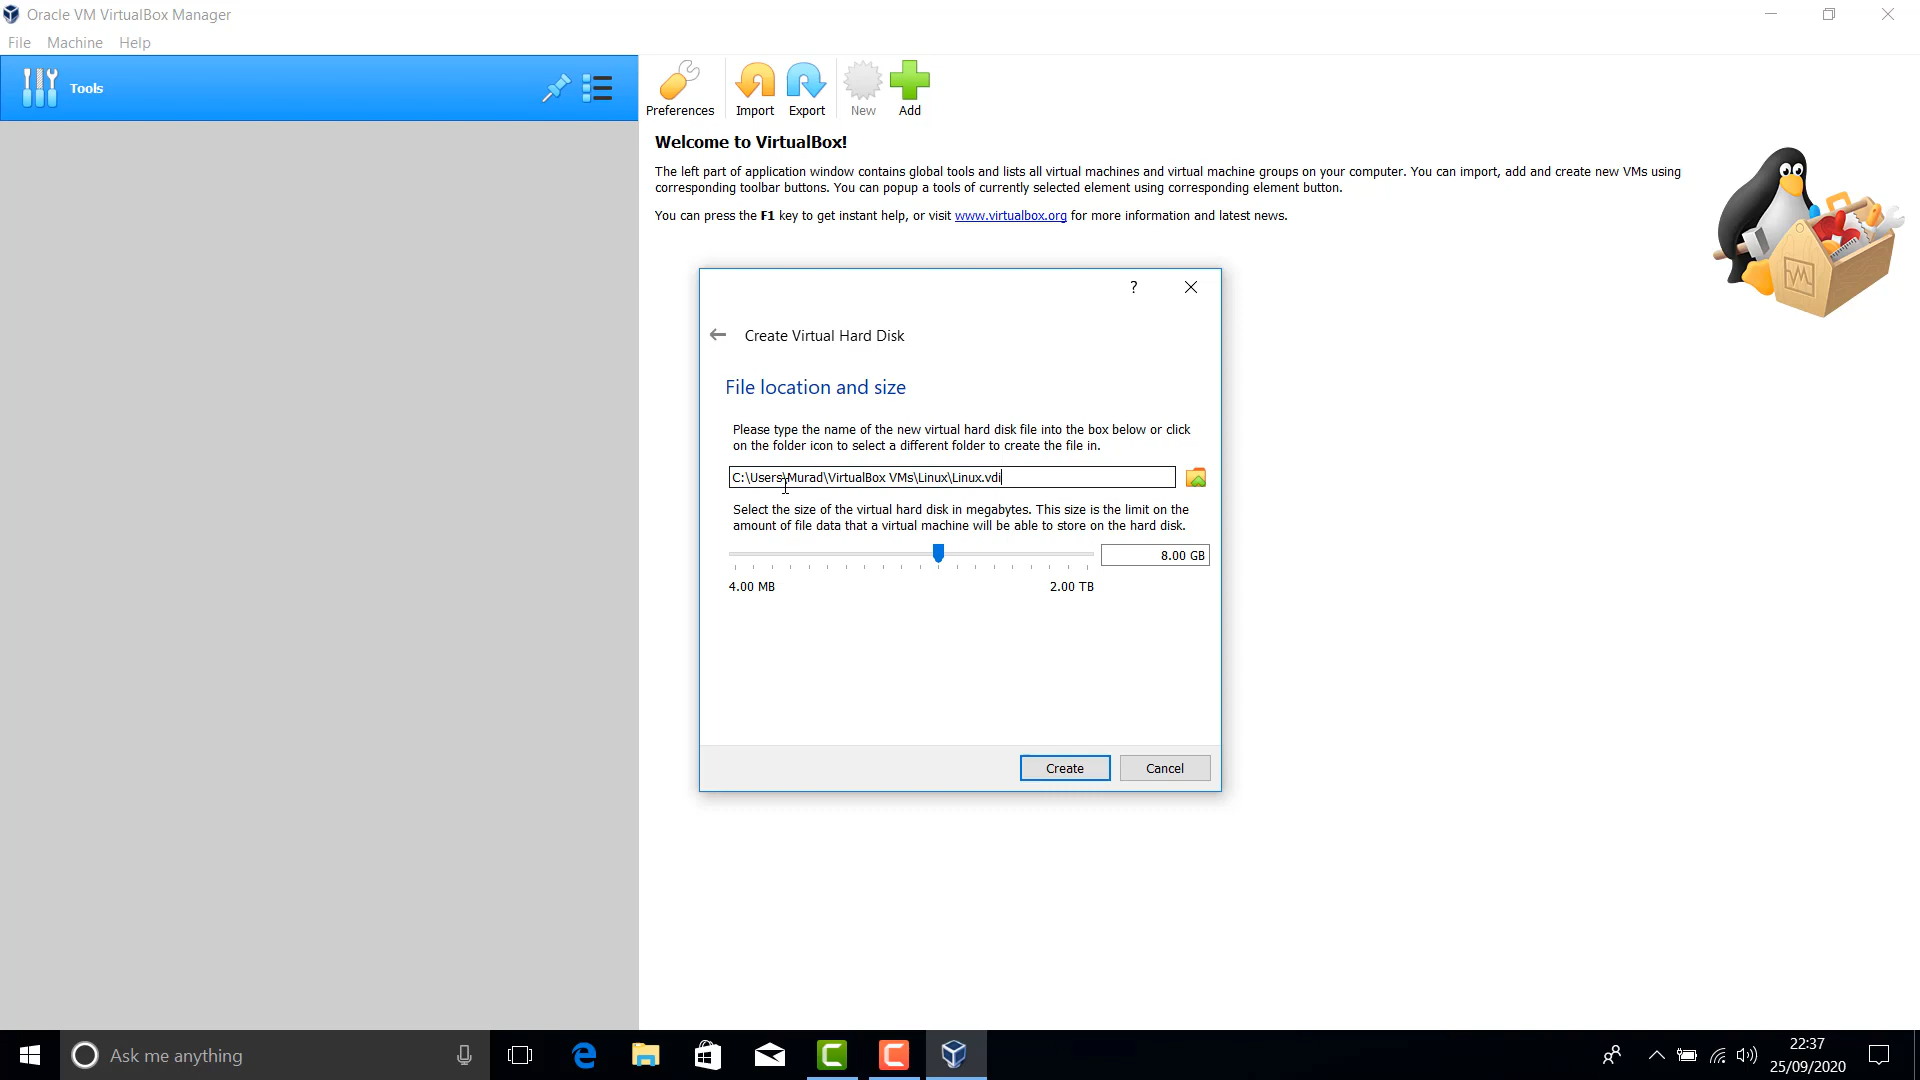 Oracle VM VirtualBox Manager
File Machine Help
Tools
Preferences Import Export New Add
Welcome to VirtualBox!
The left part of application window contains global tools and lists all virtual machines and virtual machine groups on your computer. You can import, add and create new VMs using
corresponding toolbar buttons. You can popup a tools of currently selected element using corresponding element button.
You can press the F1 key to get instant help, or visit www.virtualbox.org for more information and latest news.
?
Create Virtual Hard Disk
File location and size
Please type the name of the new virtual hard disk file into the box below or click
on the folder icon to select a different folder to create the file in.
C:\Users\Murad\VirtualBox VMs\Linux\Linux.vdi
Select the size of the virtual hard disk in megabytes. This size is the limit on the
amount of file data that a virtual machine will be able to store on the hard disk.
8.00 GB
4.00 MB 2.00 TB
Create Cancel
Ask me anything
22:37
25/09/2020